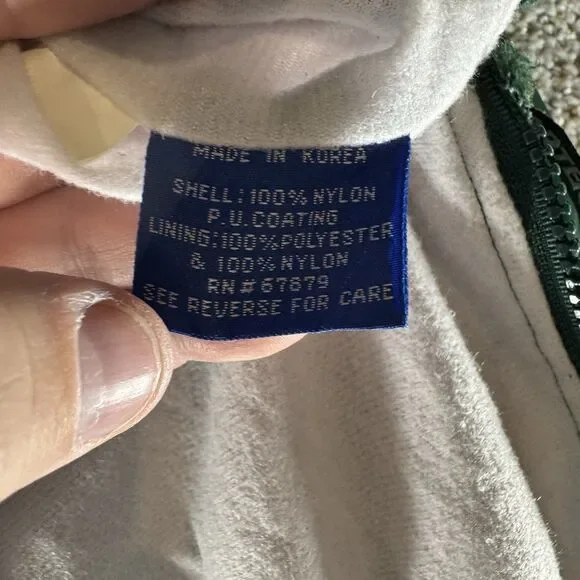 MADE IN KOREA
SHELL:100% NYLON
P.U.COATING
LINING:100%POLYESTER
& 100% NYLON
RN#67879
SEE REVERSE FOR CARE